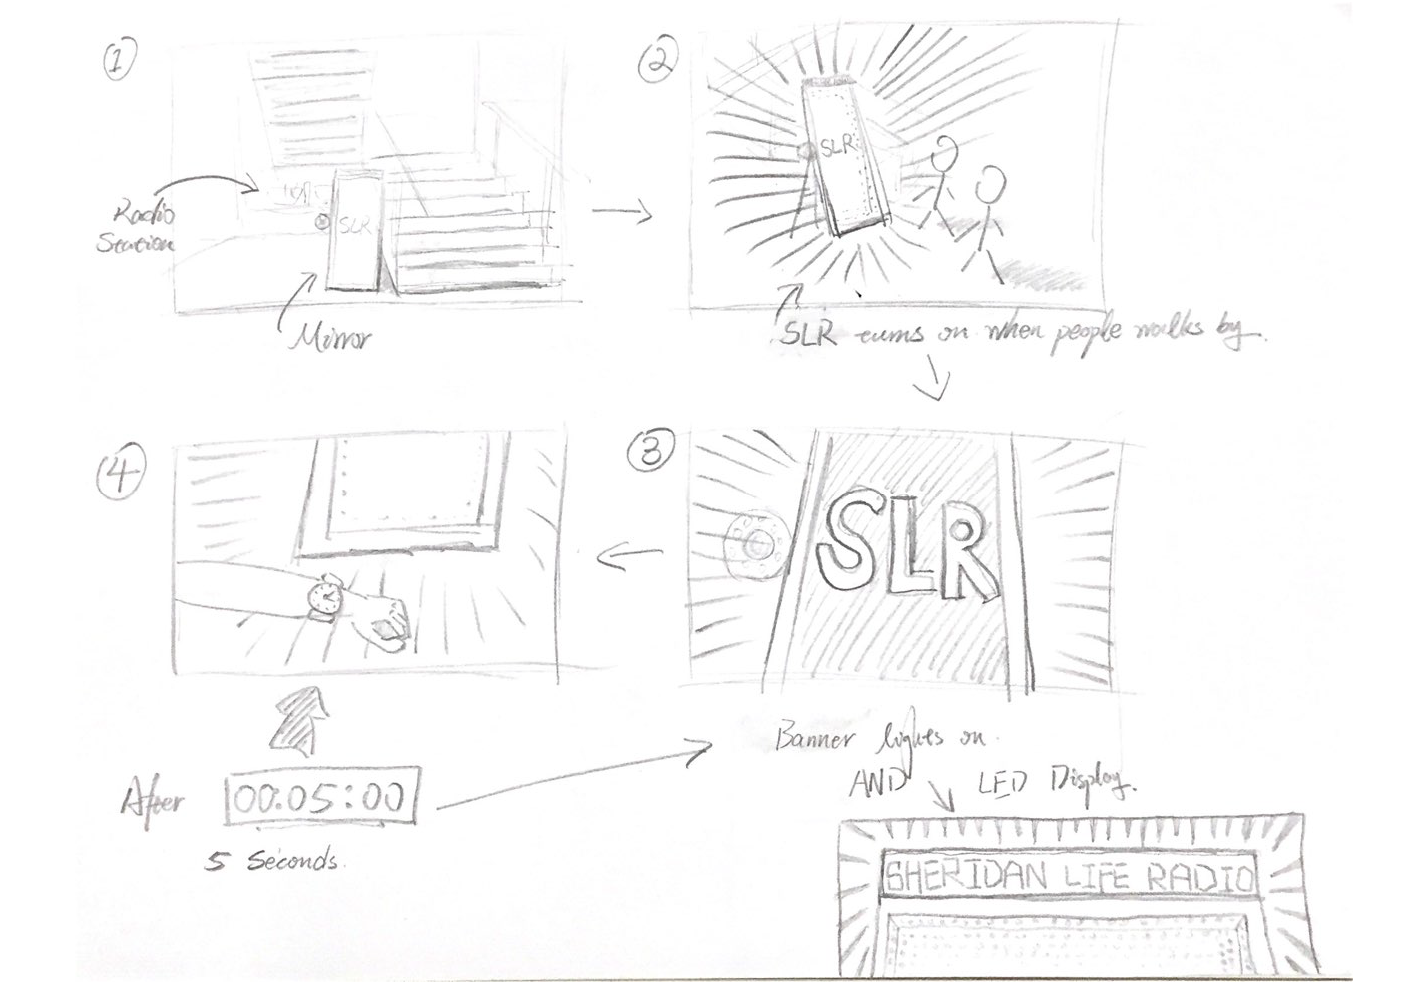 1
Radio
Station
SLR
Mirror
2
SLR
SLR turns on when people walks by.
3
SLR
Banner lights on.
AND LED Display.
SHERIDAN LIFE RADIO
4
After 00:05:00
5 Seconds.